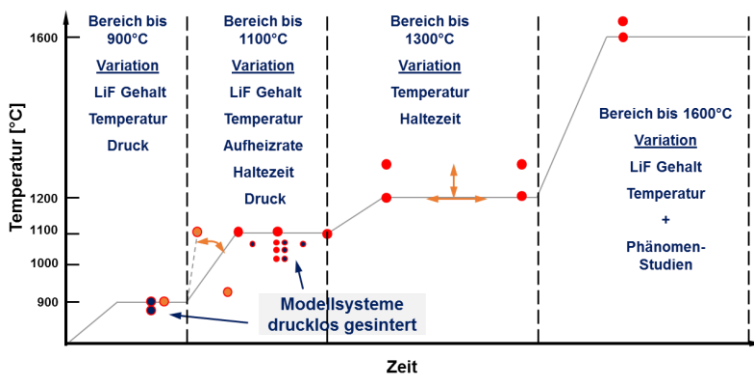 Bereich bis
900°C
Variation
LiF Gehalt
Temperatur
Druck
Bereich bis
1100°C
Variation
LiF Gehalt
Temperatur
Aufheizrate
Haltezeit
Druck
Bereich bis
1300°C
Variation
Temperatur
Haltezeit
Bereich bis 1600°C
Variation
LiF Gehalt
Temperatur
+
Phänomen-
Studien
Temperatur [°C]
1600
1200
1100
1000
900
Modellsysteme
drucklos gesintert
Zeit